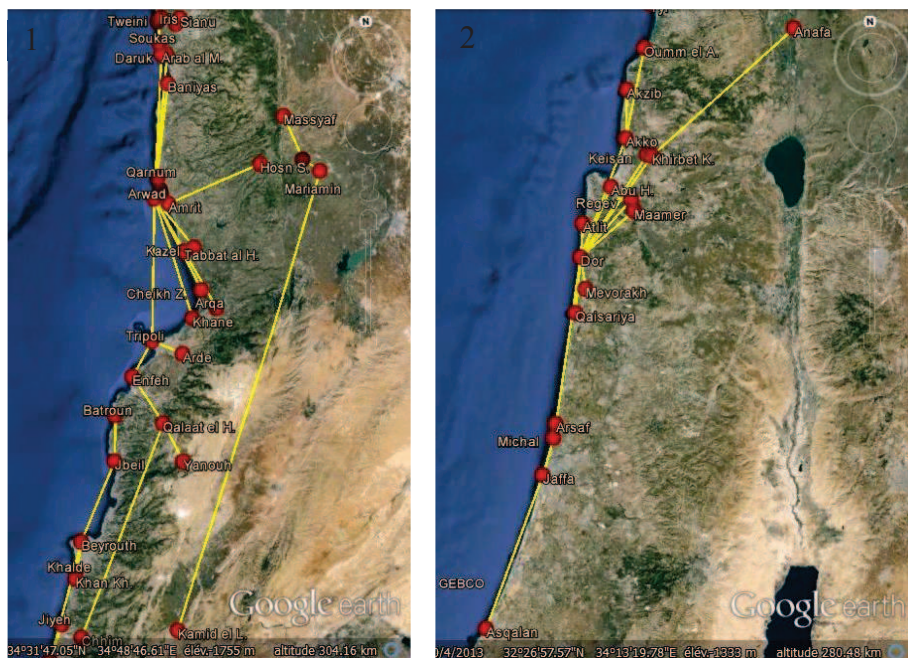 1
N
Tweini
Iris
Sianu
Soukas
Daruk
Arab al M.
Baniyas
Massyaf
Hosn S.
Mariamin
Qarnum
Arwad
Amrit
Kazel
Tabbat al H.
Cheikh Z.
Arqa
Khane
Tripoli
Arde
Enfeh
Batroun
Qalaat el H.
Jbeil
Yanouh
Beyrouth
Khalde
Khan Kh
Jiyeh
Chhim
Kamid el L.
Google earth
34°31'47.05"N 34°48'46.61"E élév.-1755 m altitude 304.16 km
2
N
Anafa
Oumm el A.
Akzib
Akko
Keisan
Khirbet K.
Abu H.
Regev
Maamer
Atlit
Dor
Mevorakh
Qaisariya
Arsaf
Michal
Jaffa
GEBCO
Google earth
Asqalan
0/4/2013 32°26'57.57"N 34°13'19.78"E élév.-1333 m altitude 280.48 km